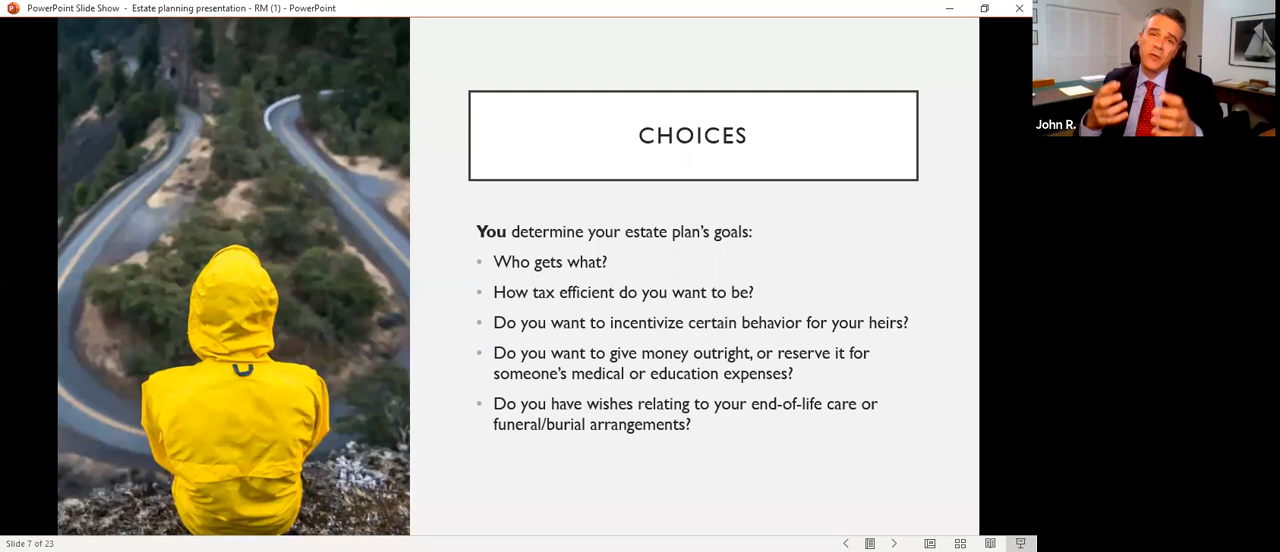 PowerPoint Slide Show - Estate planning presentation - RM (1) - PowerPoint
John R.
CHOICES
You determine your estate plan's goals:
• Who gets what?
• How tax efficient do you want to be?
• Do you want to incentivize certain behavior for your heirs?
• Do you want to give money outright, or reserve it for
someone's medical or education expenses?
• Do you have wishes relating to your end-of-life care or
funeral/burial arrangements?
Slide 7 of 23